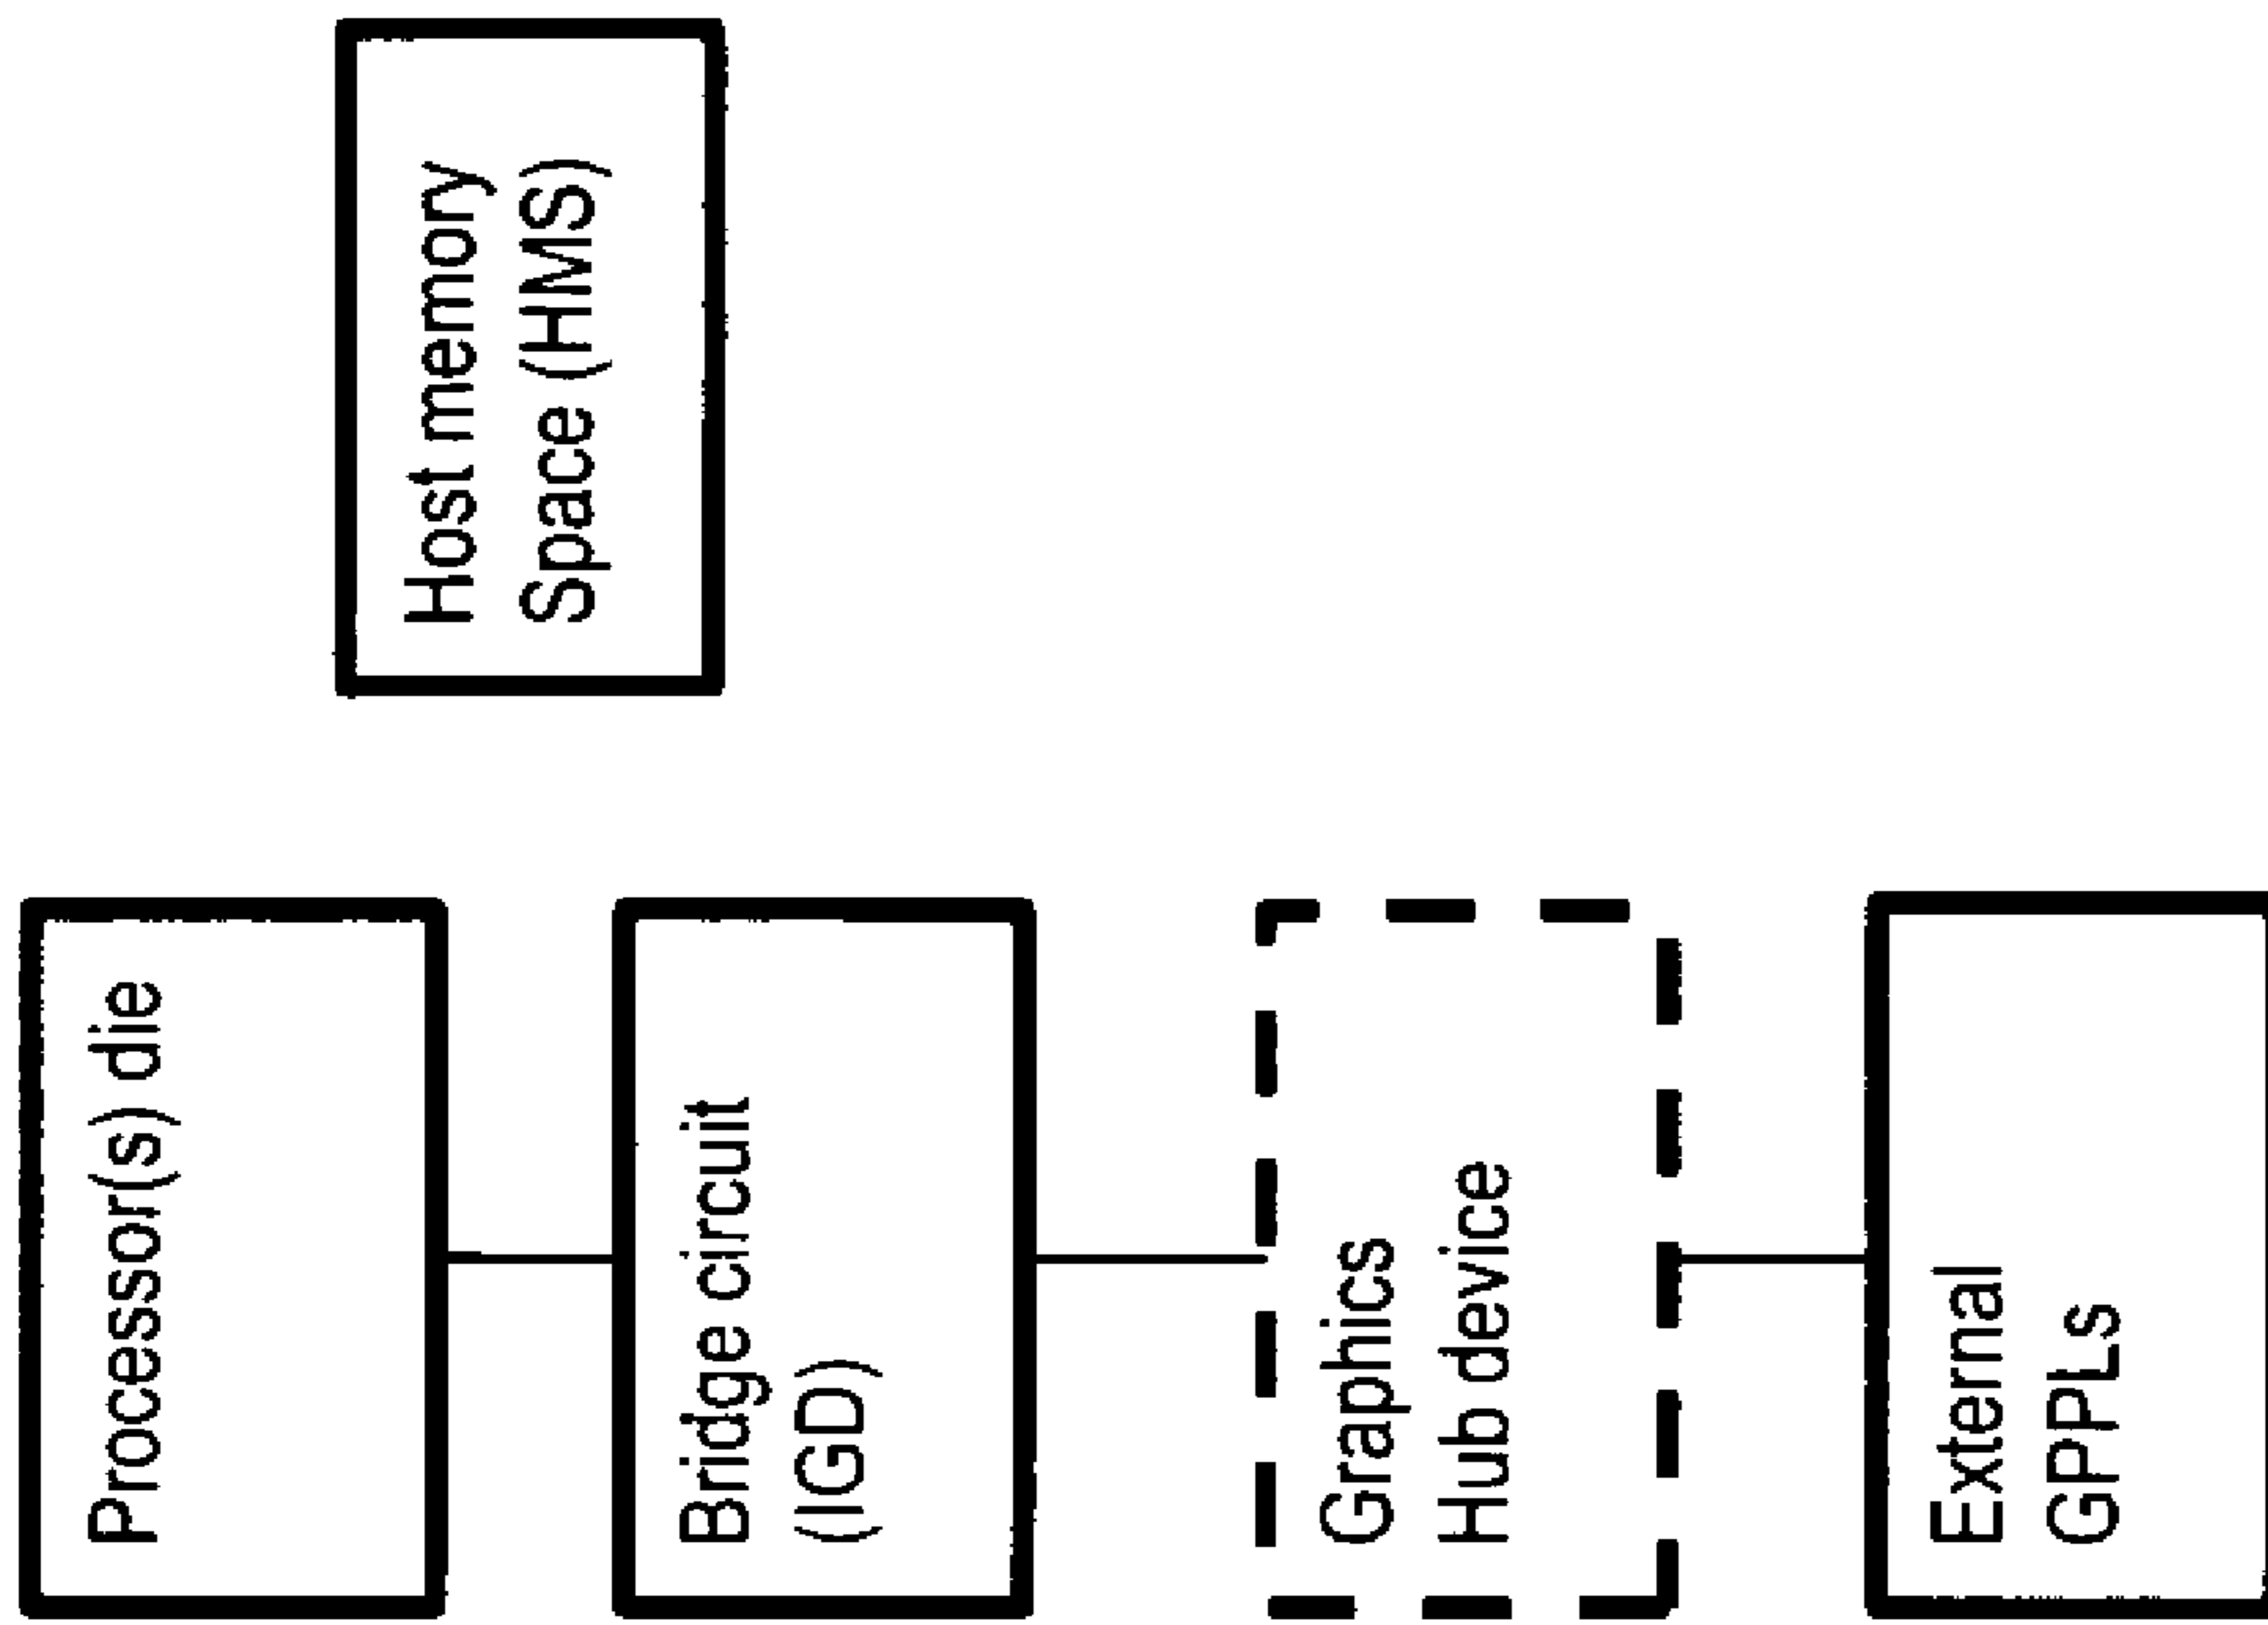 Processor(s) die
Host memory
Space (HMS)
Bridge circuit
(IGD)
Graphics
Hub device
External
GPPLs